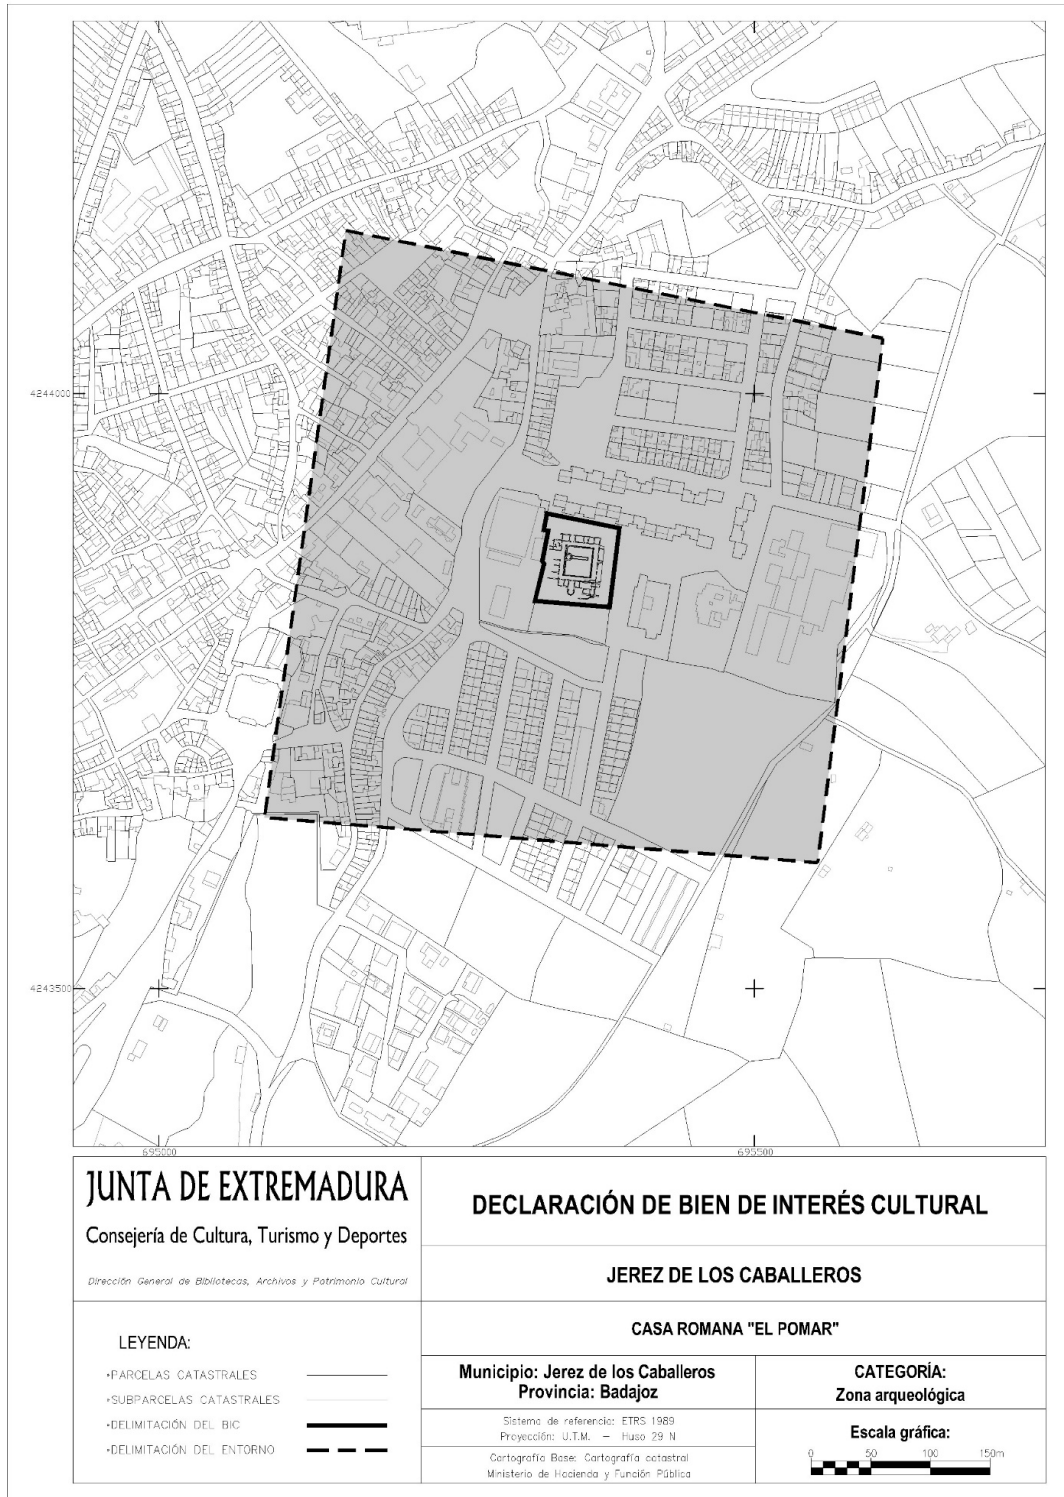 4244000
4243500
695000
695500
JUNTA DE EXTREMADURA
Consejería de Cultura, Turismo y Deportes
Dirección General de Bibliotecas, Archivos y Patrimonio Cultural
LEYENDA:
•PARCELAS CATASTRALES
•SUBPARCELAS CATASTRALES
•DELIMITACIÓN DEL BIC
•DELIMITACIÓN DEL ENTORNO
DECLARACIÓN DE BIEN DE INTERÉS CULTURAL
JEREZ DE LOS CABALLEROS
CASA ROMANA "EL POMAR"
Municipio: Jerez de los Caballeros
Provincia: Badajoz
Sistema de referencia: ETRS 1989
Proyección: U.T.M. – Huso 29 N
Cartografía Base: Cartografía catastral
Ministerio de Hacienda y Función Pública
CATEGORÍA:
Zona arqueológica
Escala gráfica:
0 50 100 150m